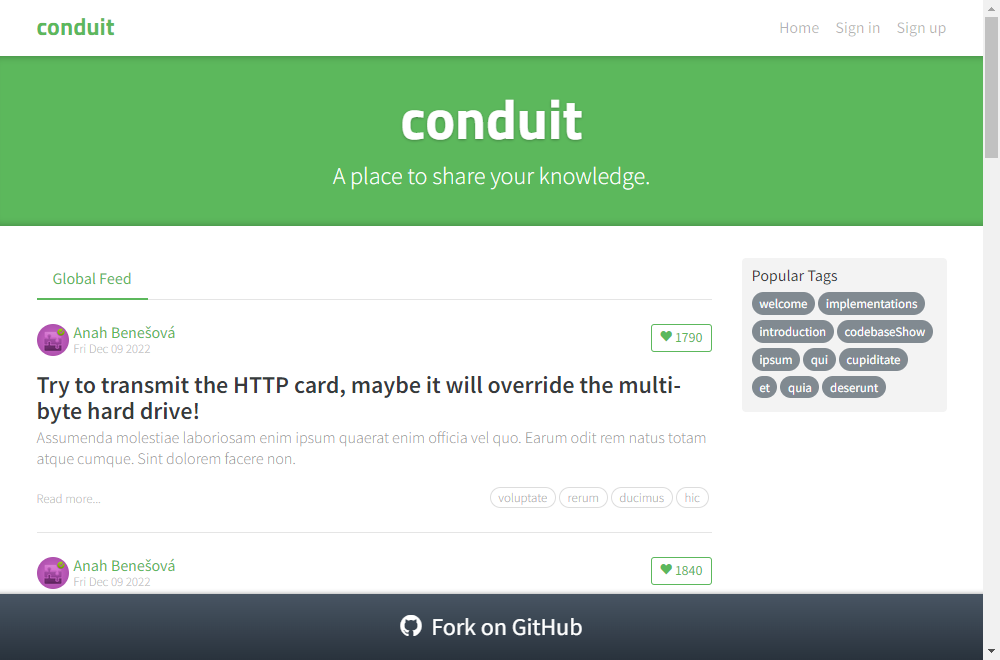 conduit
Home Sign in Sign up
conduit
A place to share your knowledge.
Global Feed
Anah Benešová
Fri Dec 09 2022
1790
Try to transmit the HTTP card, maybe it will override the multi-
byte hard drive!
Assumenda molestiae laboriosam enim ipsum quaerat enim officia vel quo. Earum odit rem natus totam
atque cumque. Sint dolorem facere non.
Read more...
voluptate rerum ducimus hic
Anah Benešová
Fri Dec 09 2022
1840
Popular Tags
welcome implementations
introduction codebaseShow
ipsum qui cupiditate
et quia deserunt
Fork on GitHub